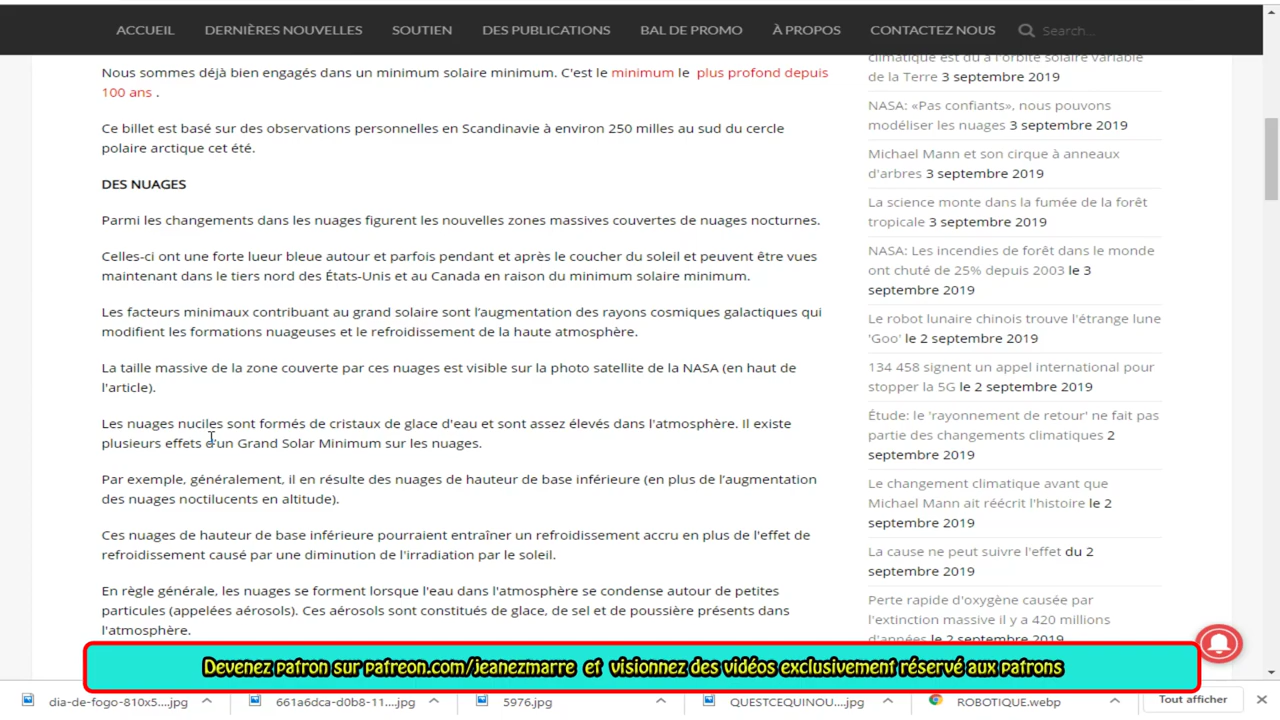 ACCUEIL DERNIÈRES NOUVELLES SOUTIEN DES PUBLICATIONS BAL DE PROMO À PROPOS CONTACTEZ NOUS Search...
Nous sommes déjà bien engagés dans un minimum solaire minimum. C'est le minimum le plus profond depuis
100 ans .
Ce billet est basé sur des observations personnelles en Scandinavie à environ 250 milles au sud du cercle
polaire arctique cet été.
DES NUAGES
Parmi les changements dans les nuages figurent les nouvelles zones massives couvertes de nuages nocturnes.
Celles-ci ont une forte lueur bleue autour et parfois pendant et après le coucher du soleil et peuvent être vues
maintenant dans le tiers nord des États-Unis et au Canada en raison du minimum solaire minimum.
Les facteurs minimaux contribuant au grand solaire sont l'augmentation des rayons cosmiques galactiques qui
modifient les formations nuageuses et le refroidissement de la haute atmosphère.
La taille massive de la zone couverte par ces nuages est visible sur la photo satellite de la NASA (en haut de
l'article).
Les nuages nuciles sont formés de cristaux de glace d'eau et sont assez élevés dans l'atmosphère. Il existe
plusieurs effets d'un Grand Solar Minimum sur les nuages.
Par exemple, généralement, il en résulte des nuages de hauteur de base inférieure (en plus de l'augmentation
des nuages noctilucents en altitude).
Ces nuages de hauteur de base inférieure pourraient entraîner un refroidissement accru en plus de l'effet de
refroidissement causé par une diminution de l'irradiation par le soleil.
En règle générale, les nuages se forment lorsque l'eau dans l'atmosphère se condense autour de petites
particules (appelées aérosols). Ces aérosols sont constitués de glace, de sel et de poussière présents dans
l'atmosphère.
climatique est dû à l'orbite solaire variable
de la Terre 3 septembre 2019
NASA: «Pas confiants», nous pouvons
modéliser les nuages 3 septembre 2019
Michael Mann et son cirque à anneaux
d'arbres 3 septembre 2019
La science monte dans la fumée de la forêt
tropicale 3 septembre 2019
NASA: Les incendies de forêt dans le monde
ont chuté de 25% depuis 2003 le 3
septembre 2019
Le robot lunaire chinois trouve l'étrange lune
'Goo' le 2 septembre 2019
134 458 signent un appel international pour
stopper la 5G le 2 septembre 2019
Étude: le 'rayonnement de retour' ne fait pas
partie des changements climatiques 2
septembre 2019
Le changement climatique avant que
Michael Mann ait réécrit l'histoire le 2
septembre 2019
La cause ne peut suivre l'effet du 2
septembre 2019
Perte rapide d'oxygène causée par
l'extinction massive il y a 420 millions
d'années le 2 septembre 2019
Devenez patron sur patreon.com/jeanezmarre et visionnez des vidéos exclusivement réservé aux patrons
dia-de-fogo-810x5....jpg 661a6dca-d0b8-11....jpg 5976.jpg QUESTCEQUINOU....jpg ROBOTIQUE.webp Tout afficher